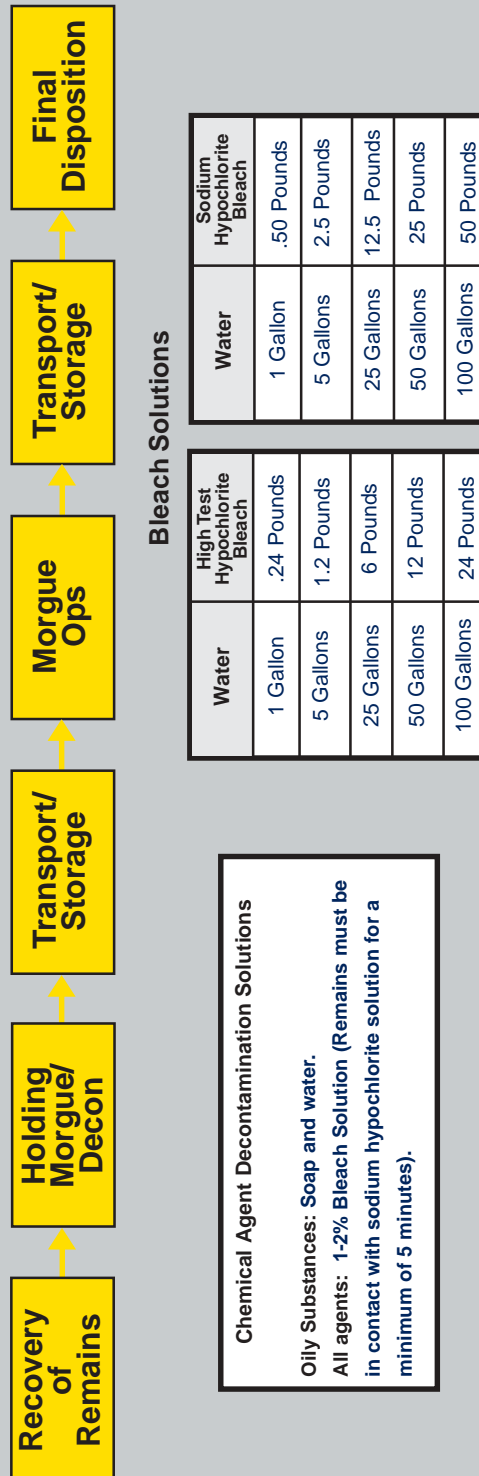 Recovery
of
Remains
Holding
Morgue/
Decon
Transport/
Storage
Morgue
Ops
Transport/
Storage
Final
Disposition
Chemical Agent Decontamination Solutions
Oily Substances: Soap and water.
All agents: 1-2% Bleach Solution (Remains must be
in contact with sodium hypochlorite solution for a
minimum of 5 minutes).
Bleach Solutions
Water
High Test
Hypochlorite
Bleach
1 Gallon .24 Pounds
5 Gallons 1.2 Pounds
25 Gallons 6 Pounds
50 Gallons 12 Pounds
100 Gallons 24 Pounds
Water
Sodium
Hypochlorite
Bleach
1 Gallon .50 Pounds
5 Gallons 2.5 Pounds
25 Gallons 12.5 Pounds
50 Gallons 25 Pounds
100 Gallons 50 Pounds